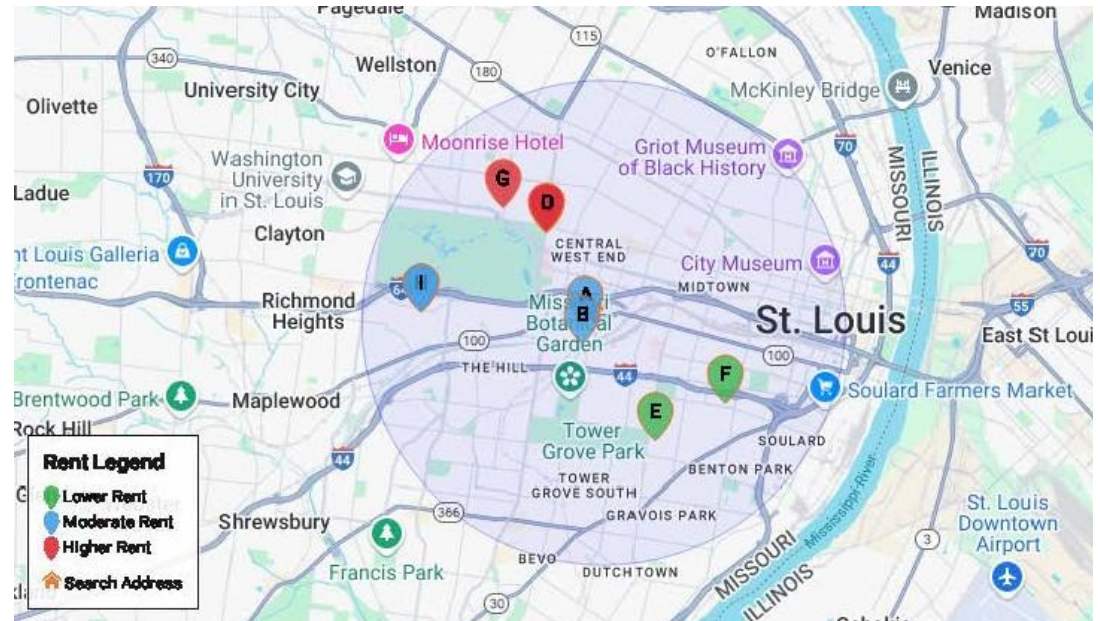 Pagedale
Madison
115
340
Wellston
180
O'FALLON
Venice
University City
McKinley Bridge
Olivette
Moonrise Hotel
Griot Museum
of Black History
70
MISSOURI
ILLINOIS
Washington
University
in St. Louis
170
G
D
Ladue
Clayton
CENTRAL
WEST END
nt Louis Galleria
Frontenac
City Museum
44
70
I
64
A
MIDTOWN
Richmond
Heights
B
Botanical
Garden
St. Louis
55
East St Loui
100
100
THE HILL
44
F
Soulard Farmers Market
Brentwood Park
Maplewood
E
Rock Hill
Tower
Grove Park
SOULARD
44
BENTON PARK
Rent Legend
Lower Rent
Moderate Rent
Higher Rent
Search Address
TOWER
GROVE SOUTH
Mississippi River
St. Louis
Downtown
Airport
Shrewsbury
366
GRAVOIS PARK
3
BEVO
DUTCHTOWN
MISSOURI
ILLINOIS
Francis Park
30